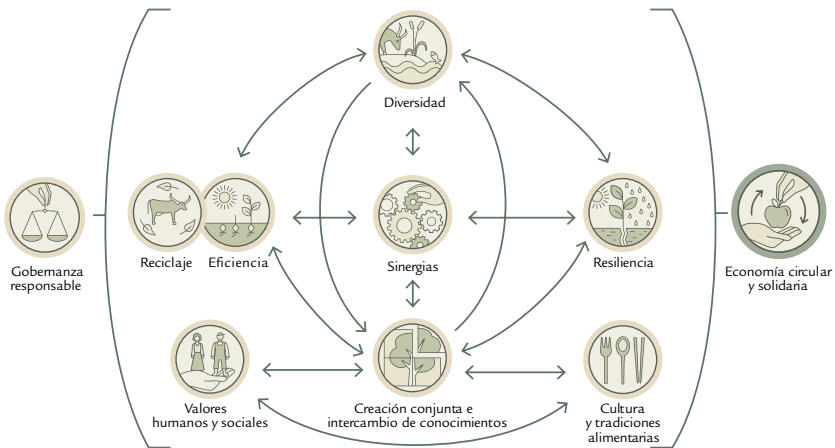 Diversidad
Gobernanza
responsable
Reciclaje
Eficiencia
Sinergias
Resiliencia
Economía circular
y solidaria
Valores
humanos y sociales
Creación conjunta e
intercambio de conocimientos
Cultura
y tradiciones
alimentarias